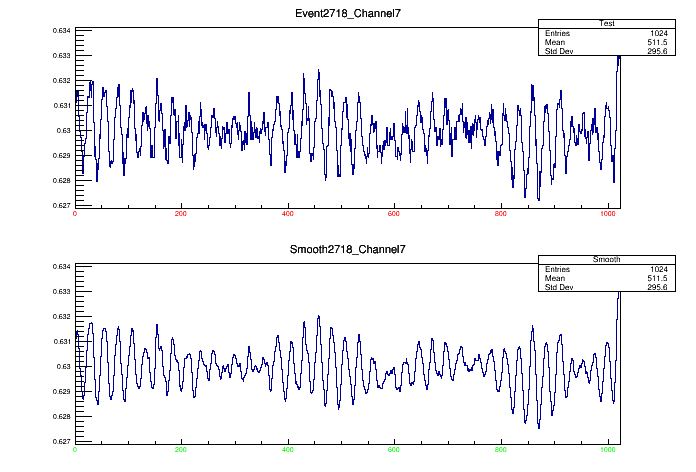 Event2718_Channel7
Test
Entries 1024
Mean 511.5
Std Dev 295.6
0.634
0.633
0.632
0.631
0.63
0.629
0.628
0.627
0 200 400 600 800 1000
Smooth2718_Channel7
Smooth
Entries 1024
Mean 511.5
Std Dev 295.6
0.634
0.633
0.632
0.631
0.63
0.629
0.628
0.627
0 200 400 600 800 1000